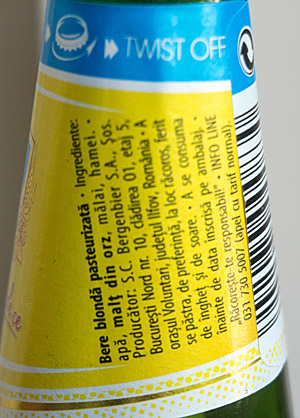 TWIST OFF
Bere blondă pasteurizată • Ingrediente:
apă, malț din orz, mălai, hamei. •
Producător: S.C. Bergenbier S.A., Șos.
București Nord nr. 10, clădirea O1, etaj 5,
orașul Voluntari, județul Ilfov, România • A
se păstra, de preferință, la loc răcoros, ferit
de îngheț și de soare. • A se consuma
înainte de data înscrisă pe ambalaj. •
"Răcorește-te responsabil!" • INFO LINE
031 730 5007 (apel cu tarif normal).